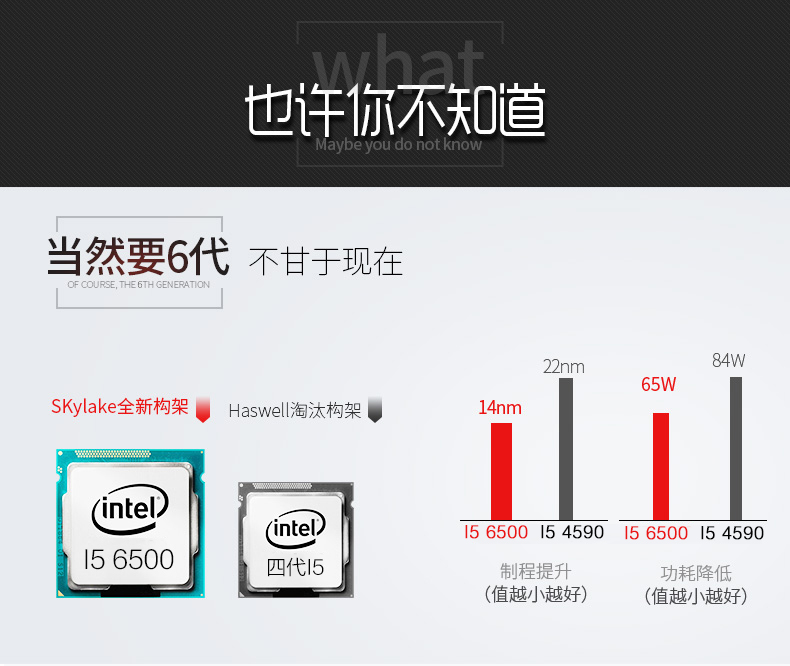 what
也许你不知道
Maybe you do not know
当然要6代 不甘于现在
OF COURSE, THE 6TH GENERATION
SKylake全新构架
Haswell淘汰构架
intel
I5 6500
intel
四代I5
14nm
22nm
65W
84W
I5 6500 I5 4590
I5 6500 I5 4590
制程提升
（值越小越好）
功耗降低
（值越小越好）